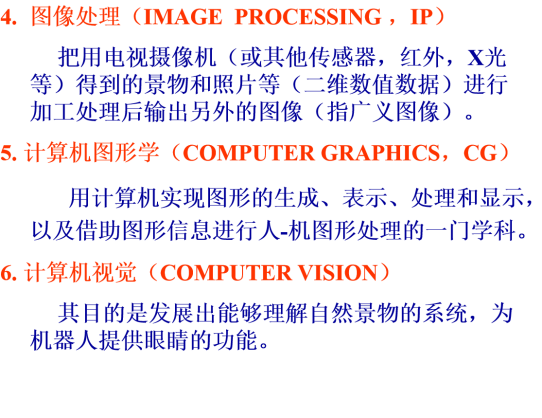 4. 图像处理（IMAGE PROCESSING ，IP）
把用电视摄像机（或其他传感器，红外，X光
等）得到的景物和照片等（二维数值数据）进行
加工处理后输出另外的图像（指广义图像）。
5. 计算机图形学（COMPUTER GRAPHICS，CG）
用计算机实现图形的生成、表示、处理和显示，
以及借助图形信息进行人-机图形处理的一门学科。
6. 计算机视觉（COMPUTER VISION）
其目的是发展出能够理解自然景物的系统，为
机器人提供眼睛的功能。